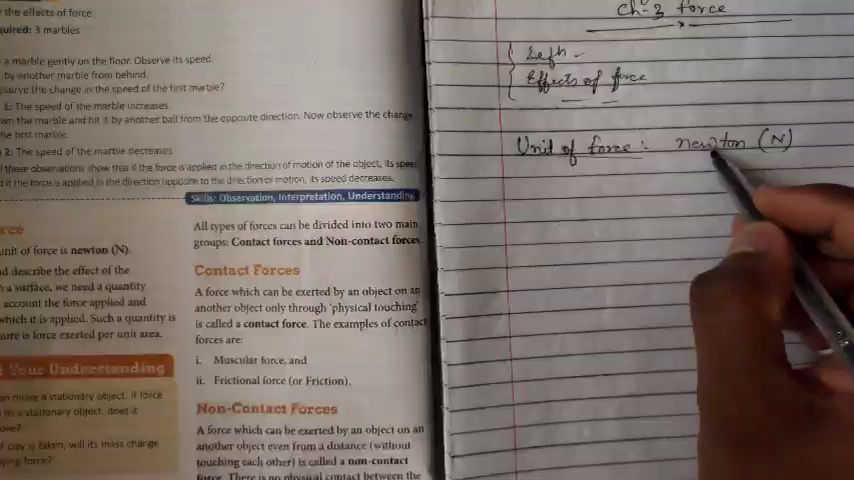 the effects of force
quired: 3 marbles
a marble gently on the floor. Observe its speed.
by another marble from behind.
serve the change in the speed of the first marble?
1: The speed of the marble increases
wn the marble and hit it by another ball from the opposite direction. Now observe the change
he first marble.
2: The speed of the marble decreases
these observations show that if the force is applied in the direction of motion of the object, its spee
d if the force is applied in the direction opposite to the direction of motion, its speed decreases.
Skills: Observation, Interpretation, Understanding
rce
unit of force is newton (N).
d describe the effect of the
a surface, we need a quantity
account the force applied and
which it is applied. Such a quantity is
sure is force exerted per unit area.
Your Understanding
an move a stationary object. If force
to a stationary object, does it
ove?
f clay is taken, will its mass change
ying force?
All types of forces can be divided into two main
groups: Contact forces and Non-contact forces.
Contact Forces
A force which can be exerted by an object on an
another object only through 'physical touching'
is called a contact force. The examples of contact
forces are:
i. Muscular force, and
ii. Frictional force (or Friction).
Non-Contact Forces
A force which can be exerted by an object on an
another object even from a distance (without
touching each other) is called a non-contact
force. There is no physical contact between the
Ch-3 force
Effects of force
Unit of force : newton (N)